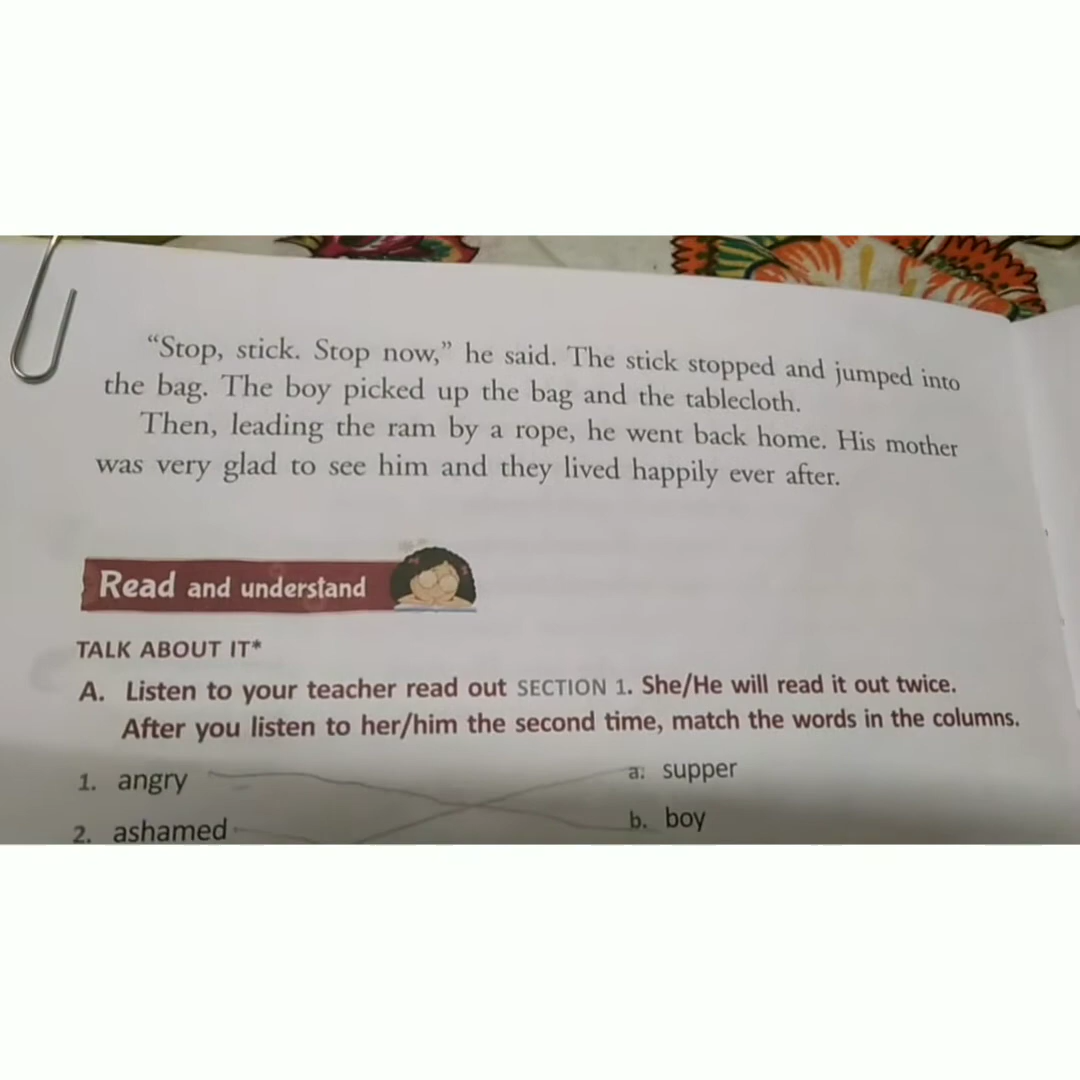 “Stop, stick. Stop now,” he said. The stick stopped and jumped into
the bag. The boy picked up the bag and the tablecloth.
Then, leading the ram by a rope, he went back home. His mother
was very glad to see him and they lived happily ever after.
Read and understand
TALK ABOUT IT*
A. Listen to your teacher read out SECTION 1. She/He will read it out twice.
After you listen to her/him the second time, match the words in the columns.
1. angry a. supper
2. ashamed b. boy